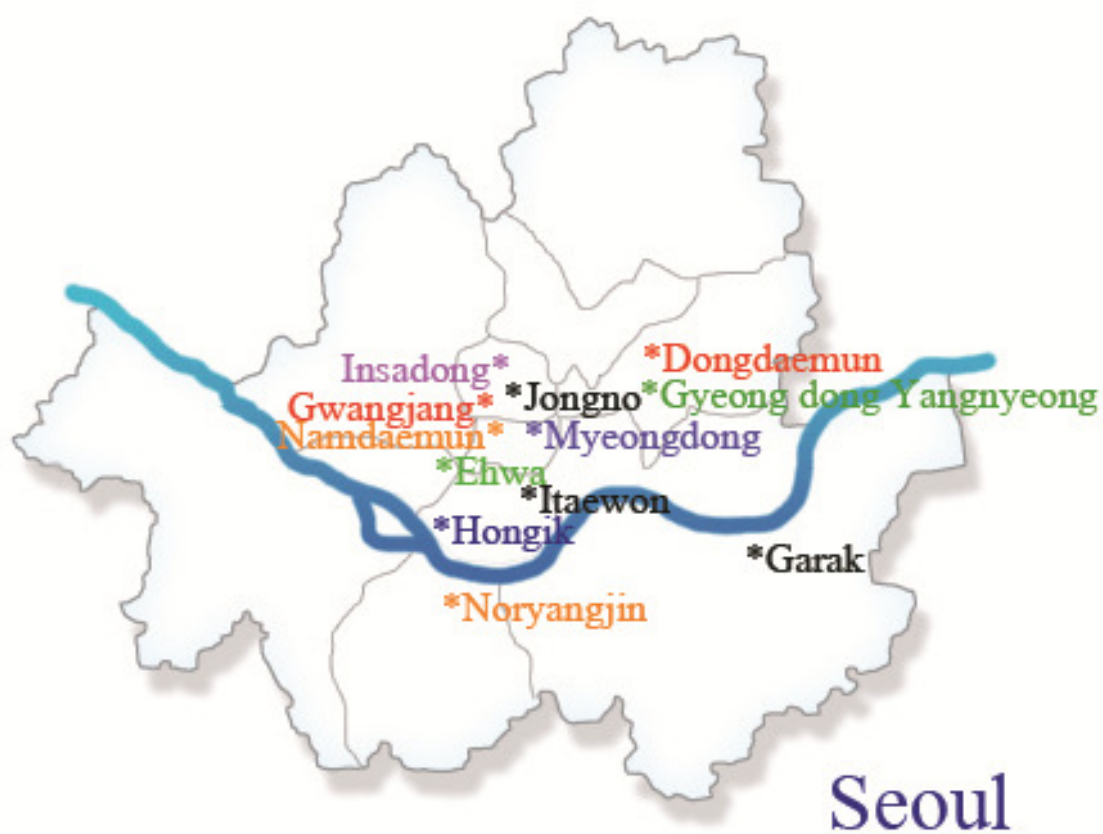 *Dongdaemun
Insadong*
*Jongno
*Gyeong dong Yangnyeong
Gwangjang*
Namdaemun*
*Myeongdong
*Ehwa
*Itaewon
*Hongik
*Garak
*Noryangjin
Seoul